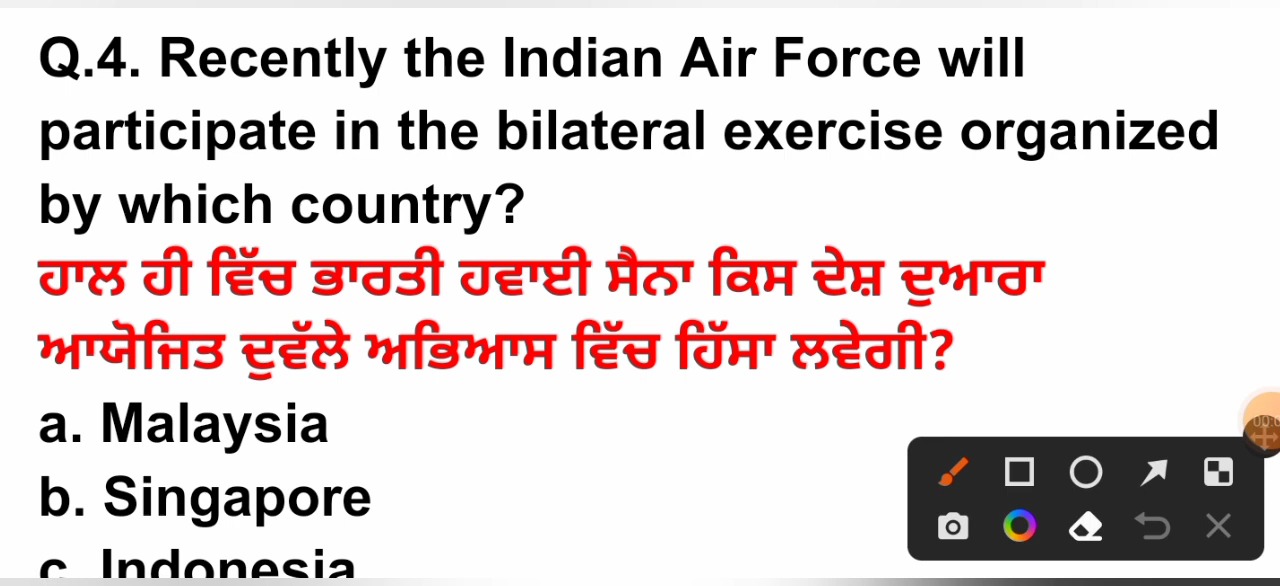 Q.4. Recently the Indian Air Force will
participate in the bilateral exercise organized
by which country?
ਹਾਲ ਹੀ ਵਿੱਚ ਭਾਰਤੀ ਹਵਾਈ ਸੈਨਾ ਕਿਸ ਦੇਸ਼ ਦੁਆਰਾ
ਆਯੋਜਿਤ ਦੁਵੱਲੇ ਅਭਿਆਸ ਵਿੱਚ ਹਿੱਸਾ ਲਵੇਗੀ?
a. Malaysia
b. Singapore
c. Indonesia